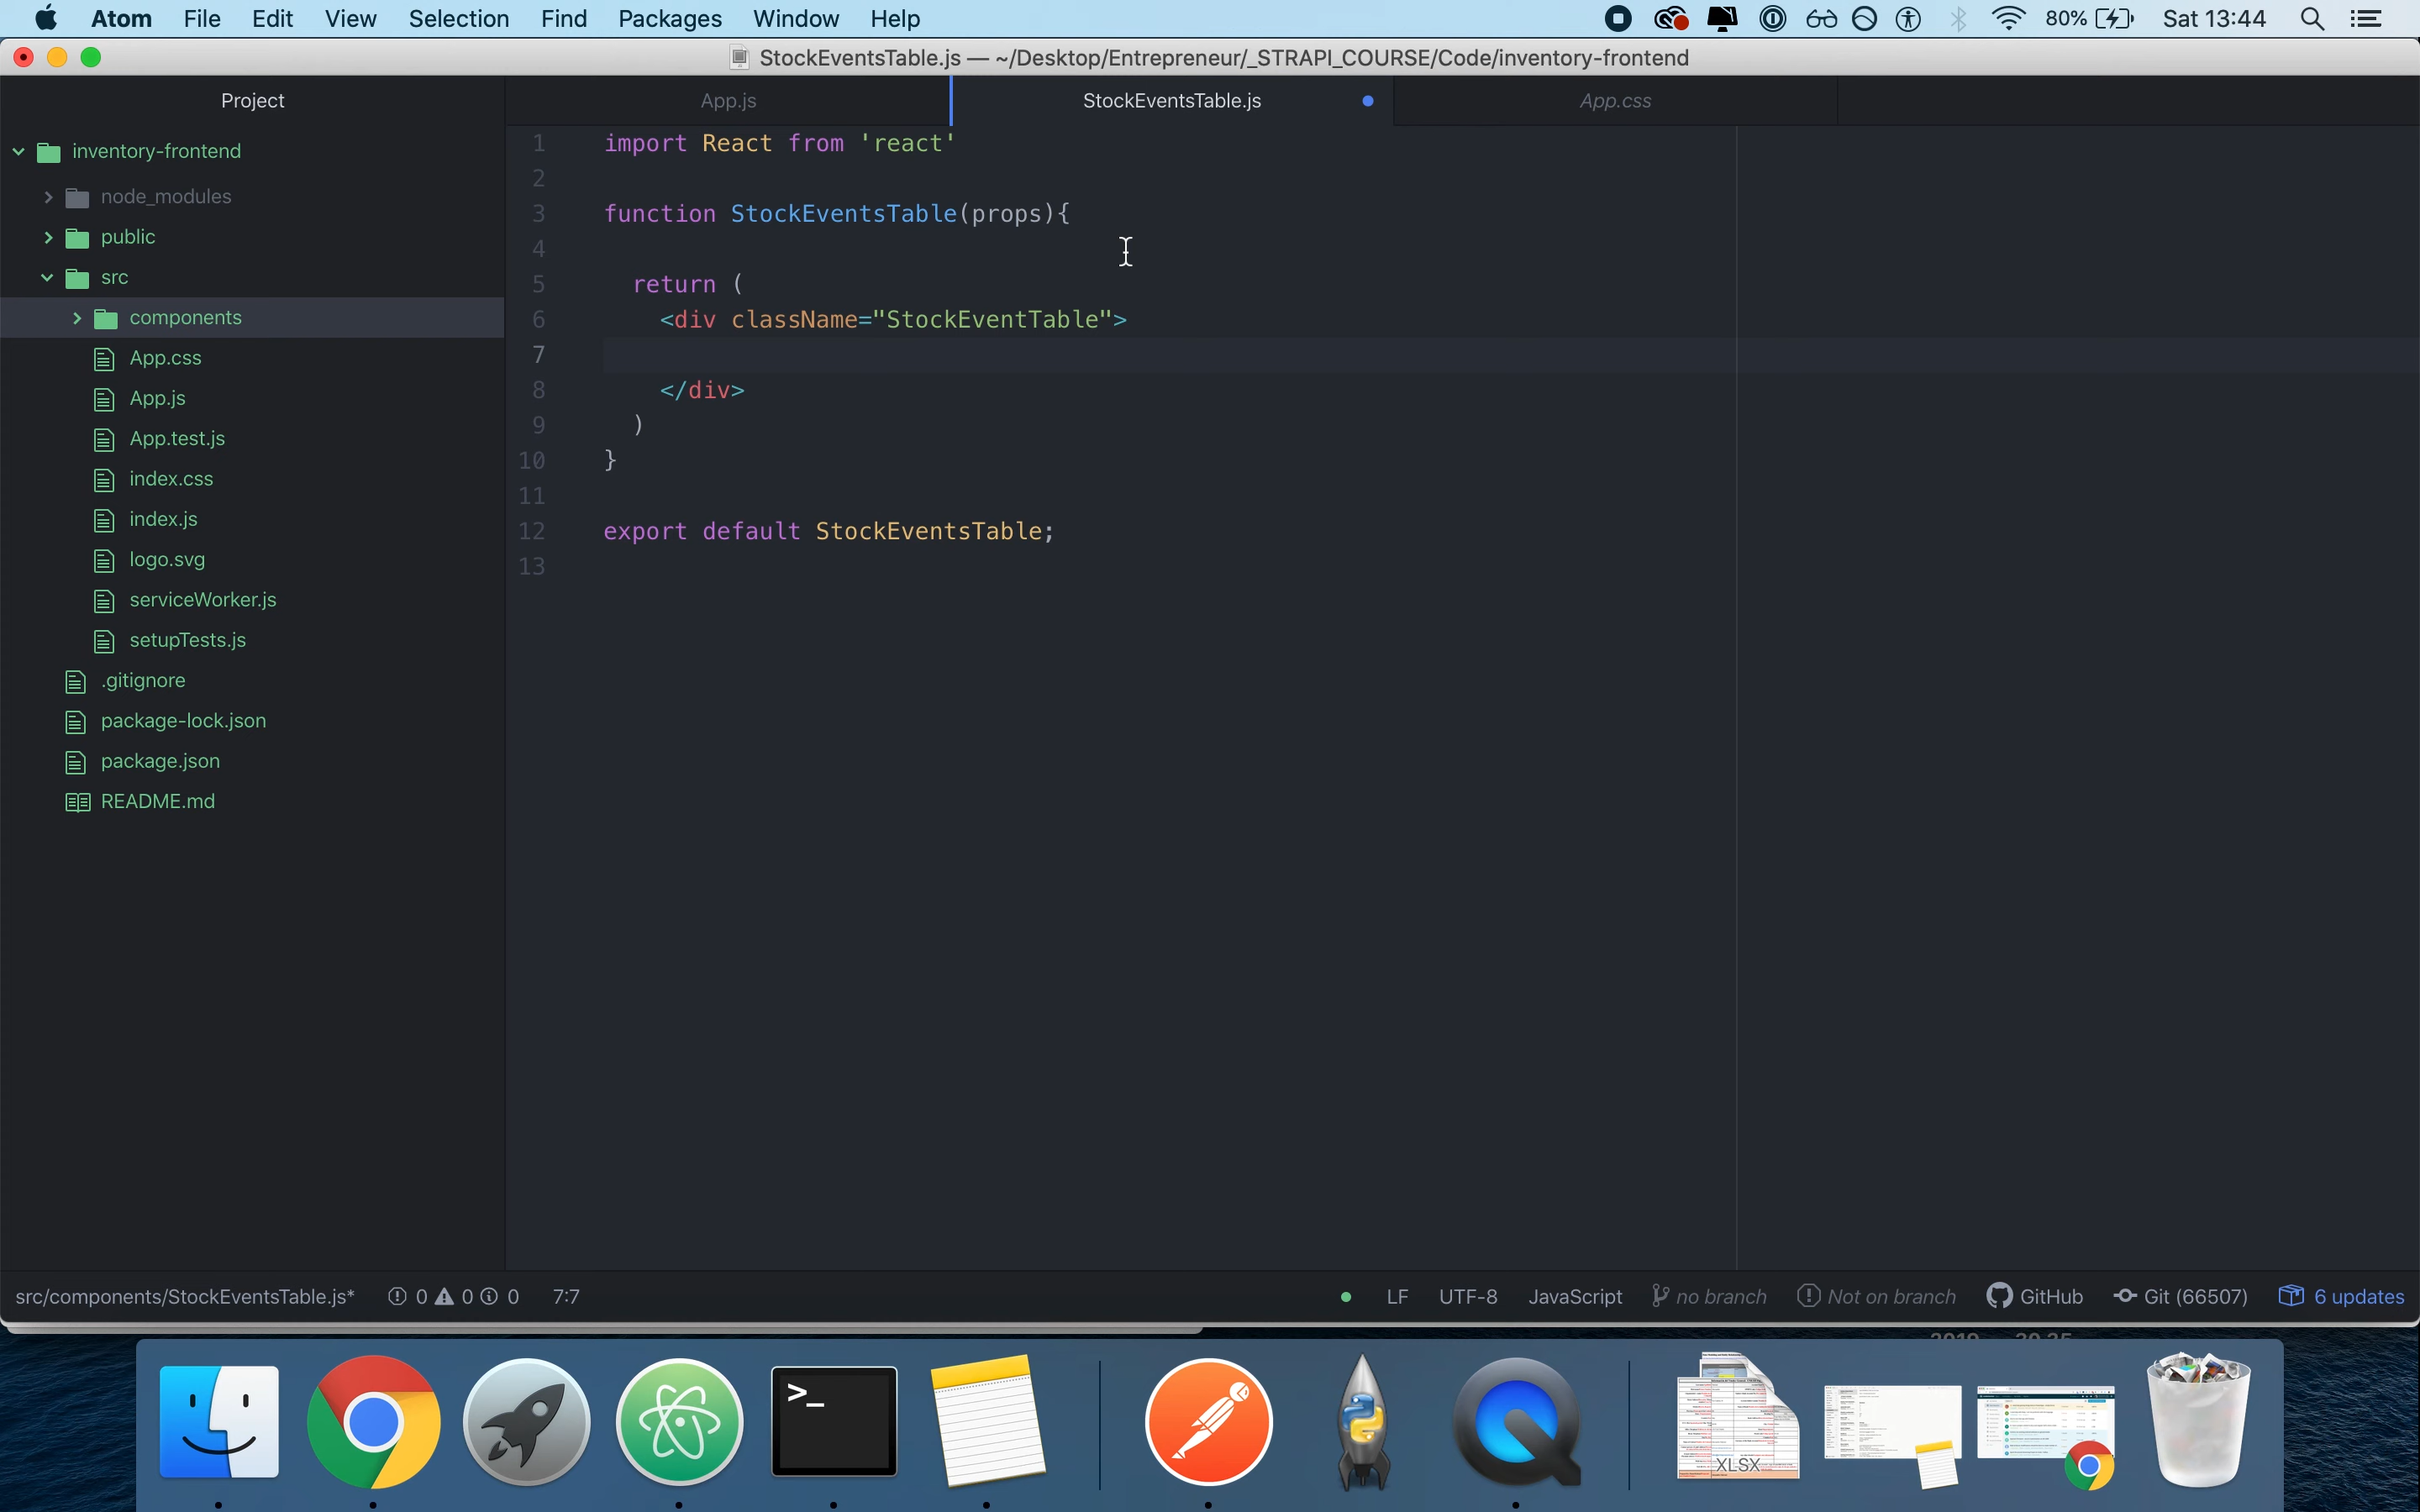 Atom File Edit View Selection Find Packages Window Help 80% Sat 13:44
StockEventsTable.js — ~/Desktop/Entrepreneur/_STRAPI_COURSE/Code/inventory-frontend
Project App.js StockEventsTable.js App.css
inventory-frontend
node_modules
public
src
components
App.css
App.js
App.test.js
index.css
index.js
logo.svg
serviceWorker.js
setupTests.js
.gitignore
package-lock.json
package.json
README.md
1 import React from 'react'
2
3 function StockEventsTable(props){
4
5 return (
6 <div className="StockEventTable">
7
8 </div>
9 )
10 }
11
12 export default StockEventsTable;
13
src/components/StockEventsTable.js* 0 0 0 7:7 LF UTF-8 JavaScript no branch Not on branch GitHub Git (66507) 6 updates
>_
XLSX